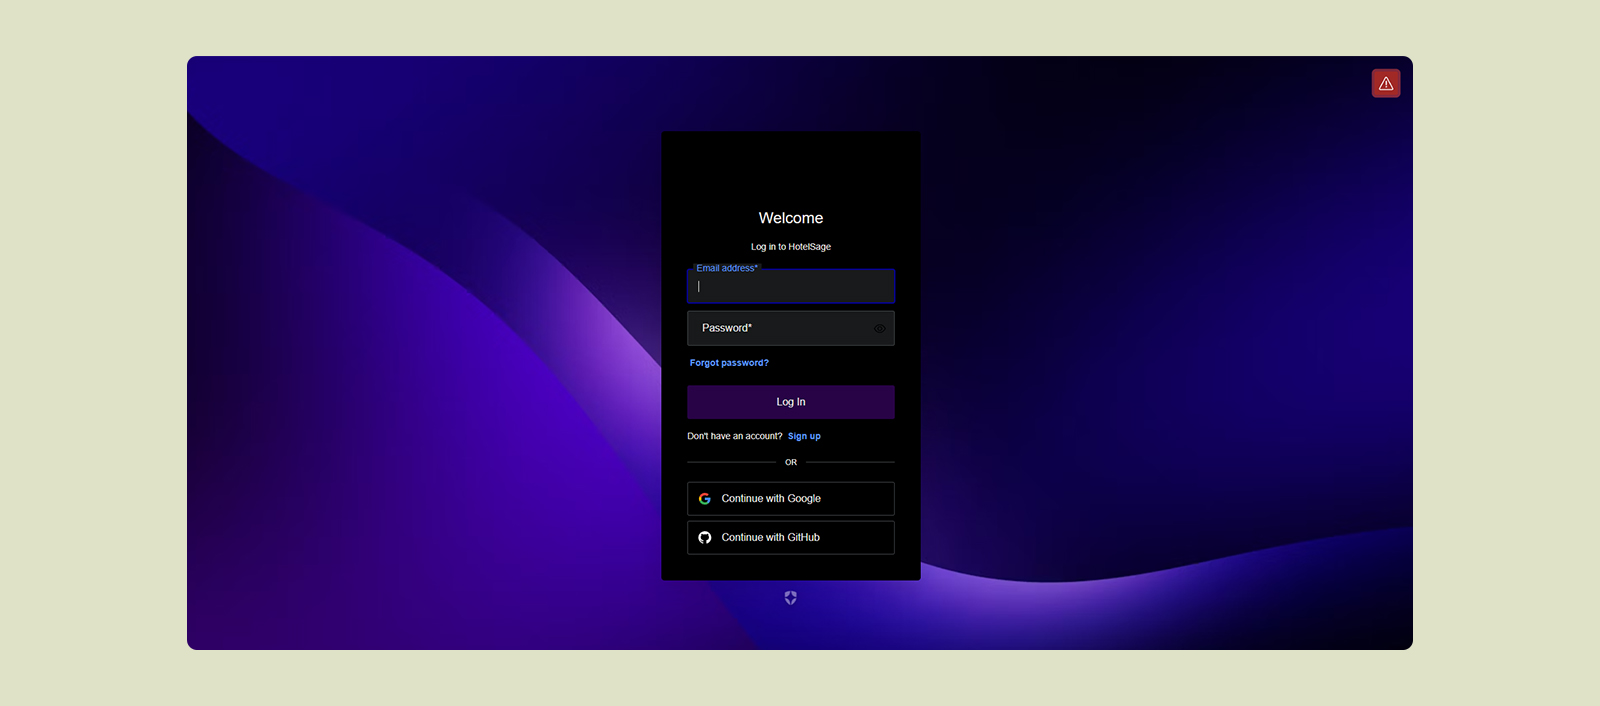 Welcome
Log in to HotelSage
Email address*
Password*
Forgot password?
Log In
Don't have an account? Sign up
OR
Continue with Google
Continue with GitHub